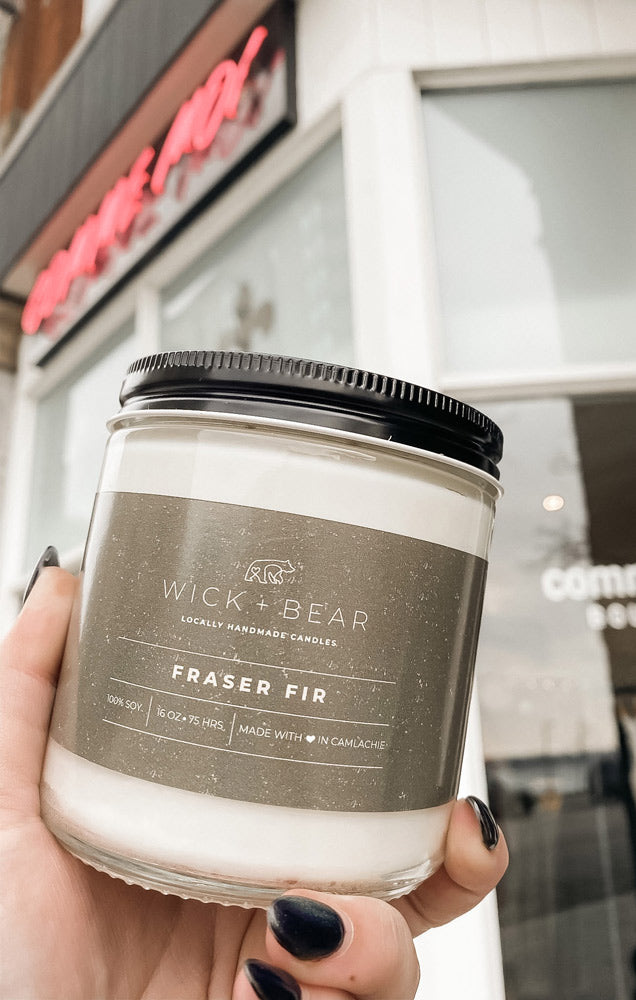 WICK + BEAR
LOCALLY HANDMADE CANDLES
FRASER FIR
100% SOY. | 16 OZ • 75 HRS. | MADE WITH ♥ IN CAMLACHIE